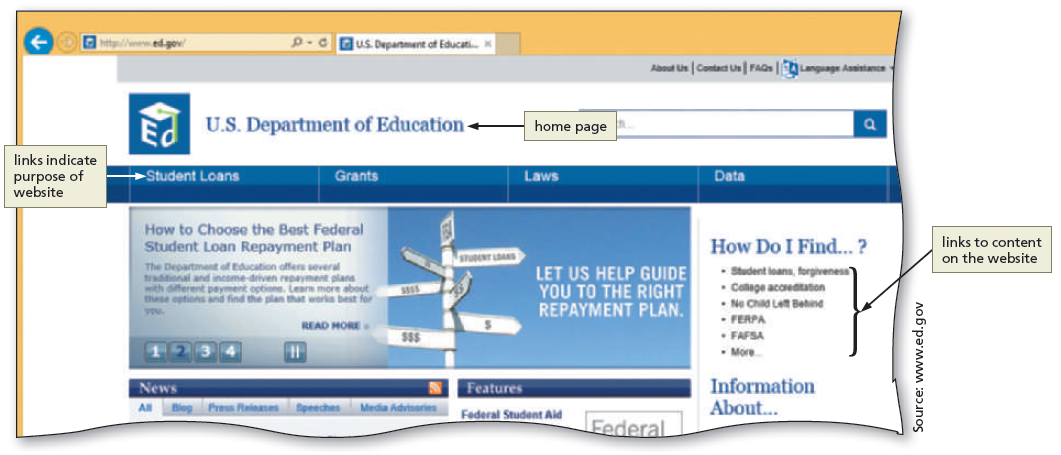 http://www.ed.gov/
U.S. Department of Educati...
About Us | Contact Us | FAQs | Language Assistance
Ed
U.S. Department of Education
home page
links indicate
purpose of
website
Student Loans
Grants
Laws
Data
How to Choose the Best Federal
Student Loan Repayment Plan
The Department of Education offers several
traditional and income-driven repayment plans
with different payment options. Learn more about
these options and find the plan that works best for
you.
READ MORE »
1 2 3 4
STUDENT LOANS
$$$$
$$
$
$$$
LET US HELP GUIDE
YOU TO THE RIGHT
REPAYMENT PLAN.
How Do I Find... ?
• Student loans, forgiveness
• College accreditation
• No Child Left Behind
• FERPA
• FAFSA
• More...
links to content
on the website
Information
About...
News
All Blog Press Releases Speeches Media Advisories
Features
Federal Student Aid
Federal
Source: www.ed.gov